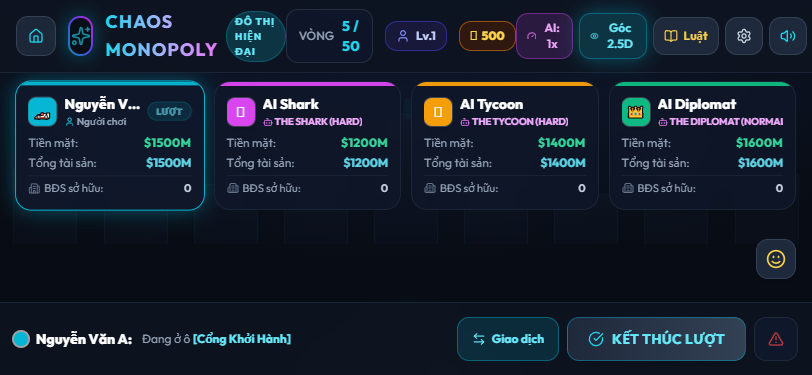 CHAOS
MONOPOLY
ĐÔ THỊ
HIỆN
ĐẠI
VÒNG
5 /
50
Lv.1
500
AI:
1x
Góc
2.5D
Luật
Nguyễn V...
LƯỢT
Người chơi
Tiền mặt: $1500M
Tổng tài sản: $1500M
BĐS sở hữu: 0
AI Shark
THE SHARK (HARD)
Tiền mặt: $1200M
Tổng tài sản: $1200M
BĐS sở hữu: 0
AI Tycoon
THE TYCOON (HARD)
Tiền mặt: $1400M
Tổng tài sản: $1400M
BĐS sở hữu: 0
AI Diplomat
THE DIPLOMAT (NORMAL
Tiền mặt: $1600M
Tổng tài sản: $1600M
BĐS sở hữu: 0
Nguyễn Văn A: Đang ở ô [Cổng Khởi Hành]
Giao dịch
KẾT THÚC LƯỢT